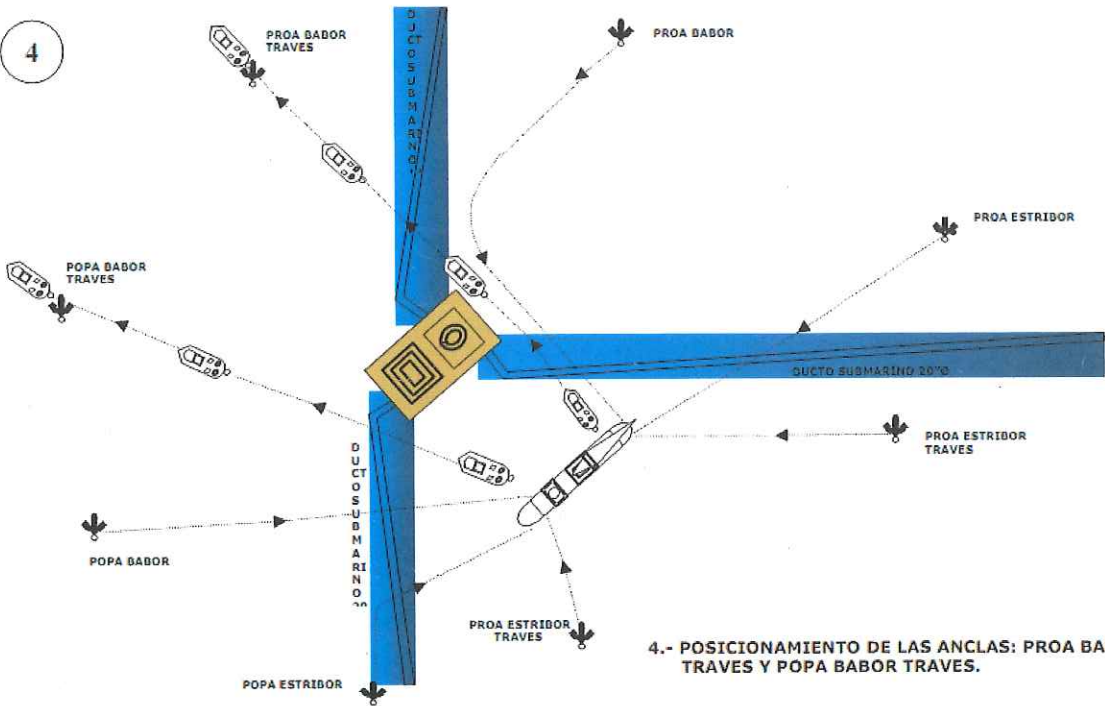 4
PROA BABOR
TRAVES
PROA BABOR
DUCTO SUBMARINO
PROA ESTRIBOR
POPA BABOR
TRAVES
DUCTO SUBMARINO 20"Ø
PROA ESTRIBOR
TRAVES
DUCTO SUBMARINO
POPA BABOR
PROA ESTRIBOR
TRAVES
POPA ESTRIBOR
4.- POSICIONAMIENTO DE LAS ANCLAS: PROA BA
TRAVES Y POPA BABOR TRAVES.